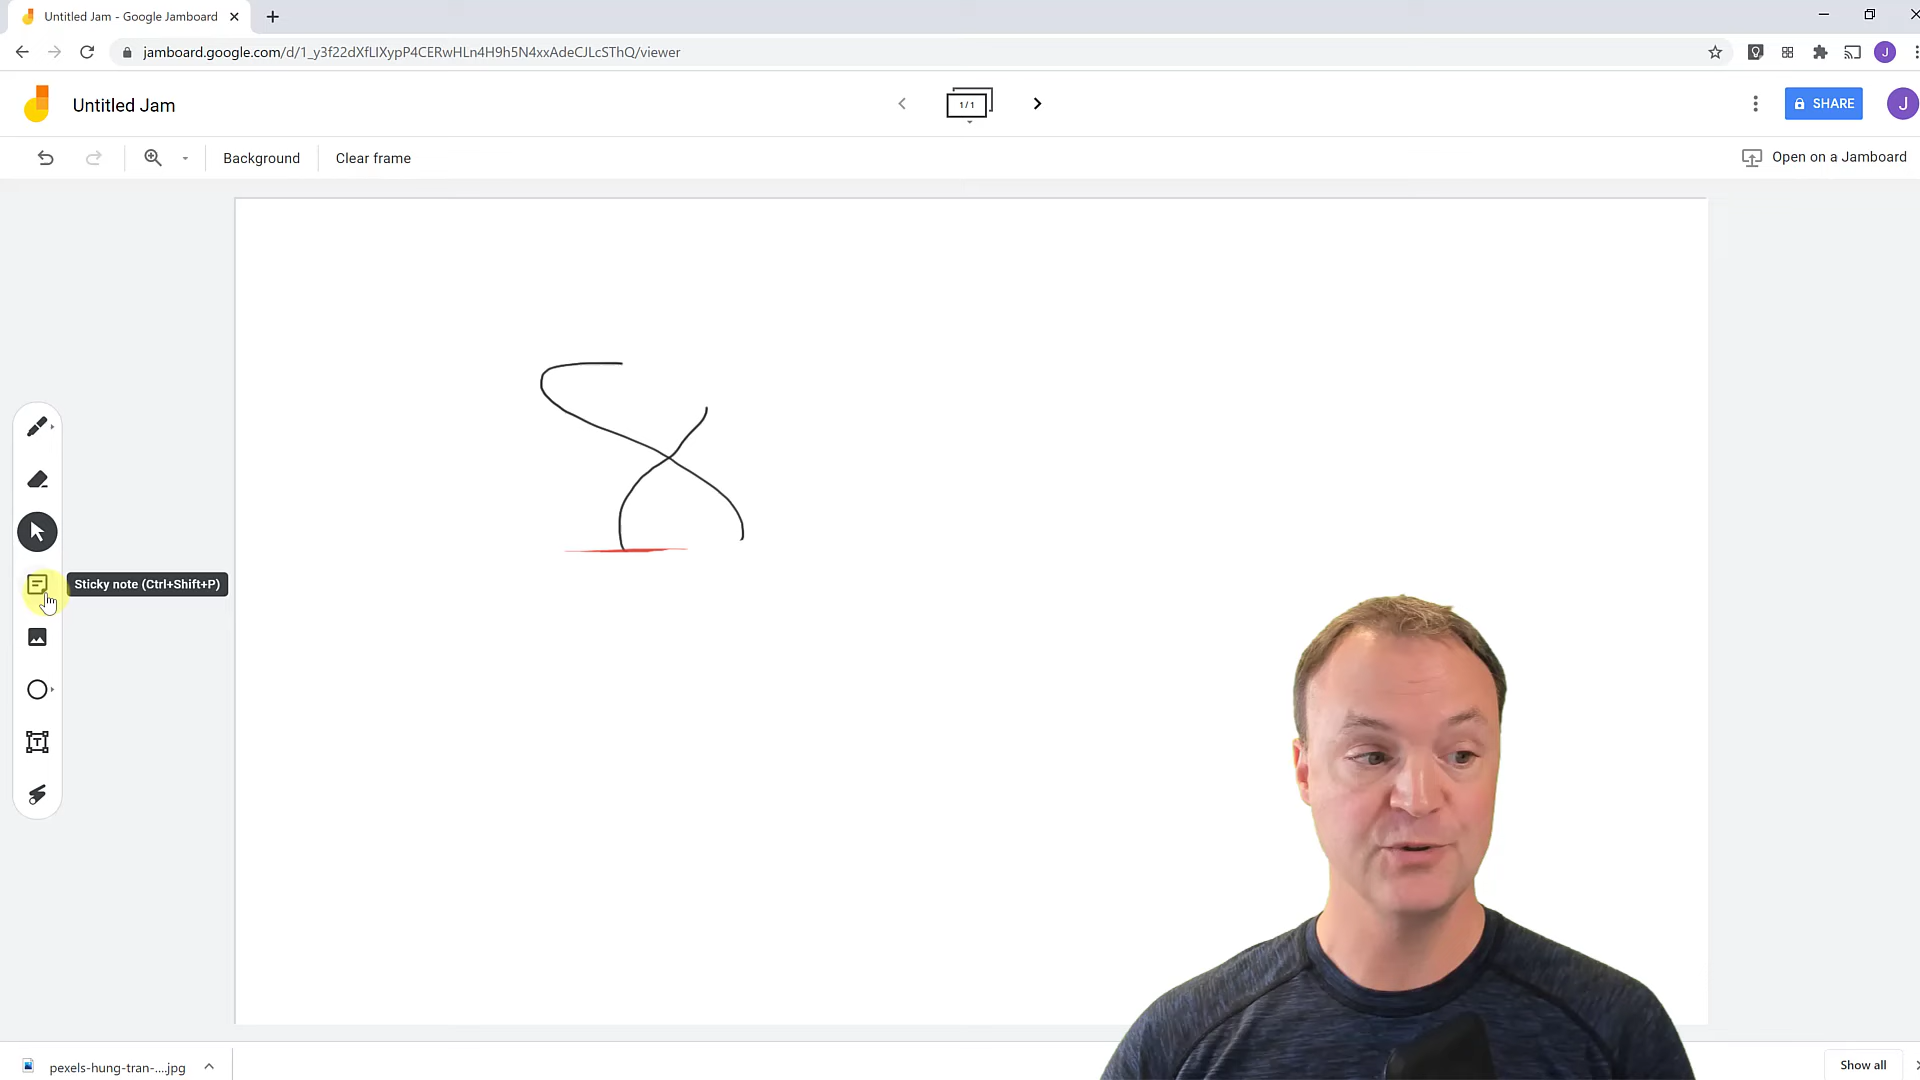 Untitled Jam - Google Jamboard
jamboard.google.com/d/1_y3f22dXfLlXypP4CERwHLn4H9h5N4xxAdeCJLcSThQ/viewer
J
Untitled Jam
1/1
SHARE
J
Background
Clear frame
Open on a Jamboard
Sticky note (Ctrl+Shift+P)
T
pexels-hung-tran-....jpg
Show all